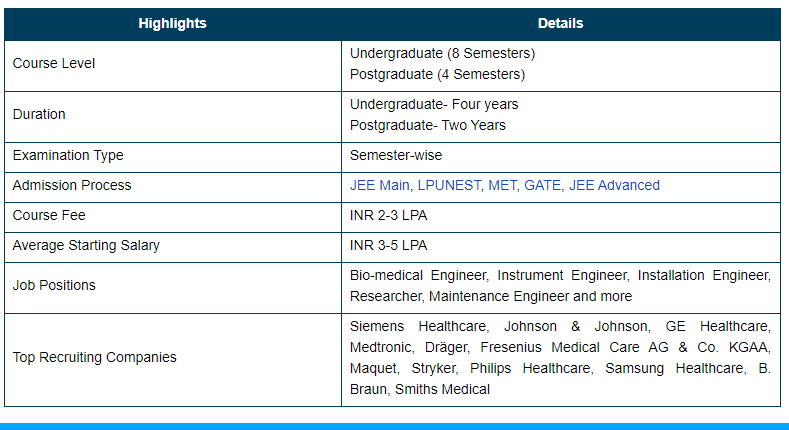 Highlights Details
Course Level
Undergraduate (8 Semesters)
Postgraduate (4 Semesters)
Duration
Undergraduate- Four years
Postgraduate- Two Years
Examination Type Semester-wise
Admission Process JEE Main, LPUNEST, MET, GATE, JEE Advanced
Course Fee INR 2-3 LPA
Average Starting Salary INR 3-5 LPA
Job Positions
Bio-medical Engineer, Instrument Engineer, Installation Engineer,
Researcher, Maintenance Engineer and more
Top Recruiting Companies
Siemens Healthcare, Johnson & Johnson, GE Healthcare,
Medtronic, Dräger, Fresenius Medical Care AG & Co. KGAA,
Maquet, Stryker, Philips Healthcare, Samsung Healthcare, B.
Braun, Smiths Medical